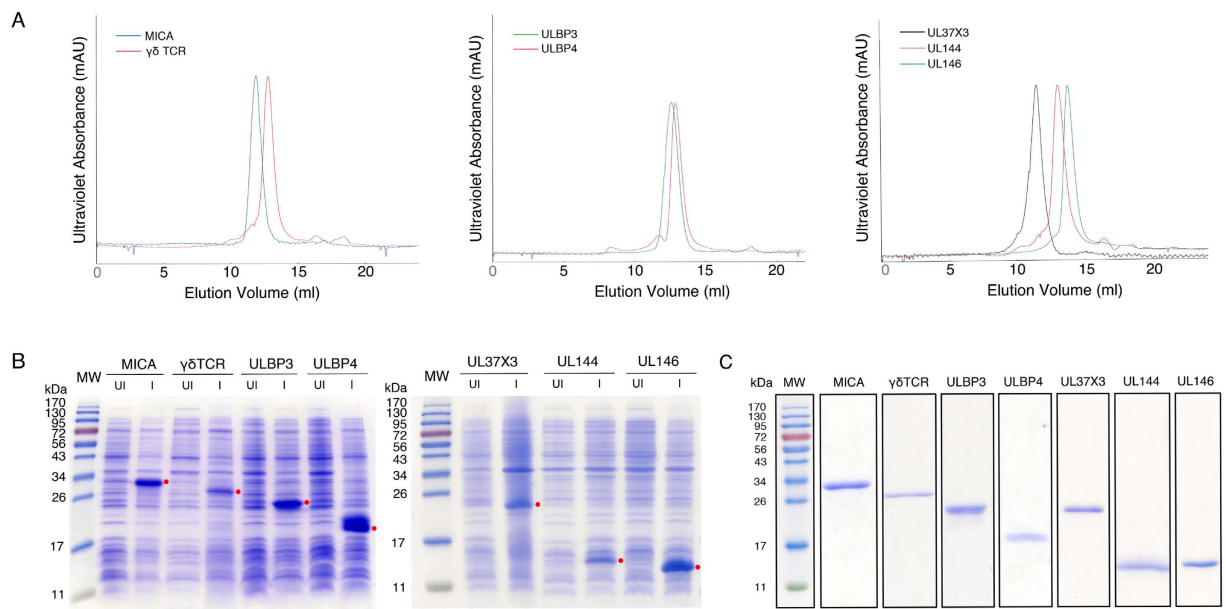 A
Ultraviolet Absorbance (mAU)
MICA
γδ TCR
0 5 10 15 20
Elution Volume (ml)
Ultraviolet Absorbance (mAU)
ULBP3
ULBP4
0 5 10 15 20
Elution Volume (ml)
Ultraviolet Absorbance (mAU)
UL37X3
UL144
UL146
0 5 10 15 20
Elution Volume (ml)
B
MICA γδTCR ULBP3 ULBP4
kDa MW UI I UI I UI I UI I
170
130
95
72
56
43
34
26
17
11
UL37X3 UL144 UL146
kDa MW UI I UI I UI I
170
130
95
72
56
43
34
26
17
11
C
kDa MW MICA γδTCR ULBP3 ULBP4 UL37X3 UL144 UL146
170
130
95
72
56
43
34
26
17
11